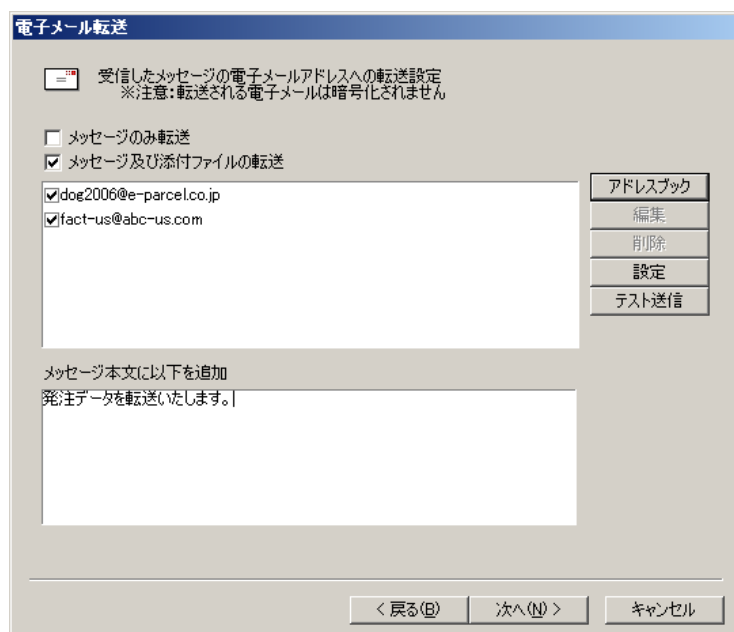 電子メール転送
受信したメッセージの電子メールアドレスへの転送設定
※注意:転送される電子メールは暗号化されません
メッセージのみ転送
メッセージ及び添付ファイルの転送
dog2006@e-parcel.co.jp
fact-us@abc-us.com
アドレスブック
編集
削除
設定
テスト送信
メッセージ本文に以下を追加
発注データを転送いたします。
< 戻る(B)
次へ(N) >
キャンセル